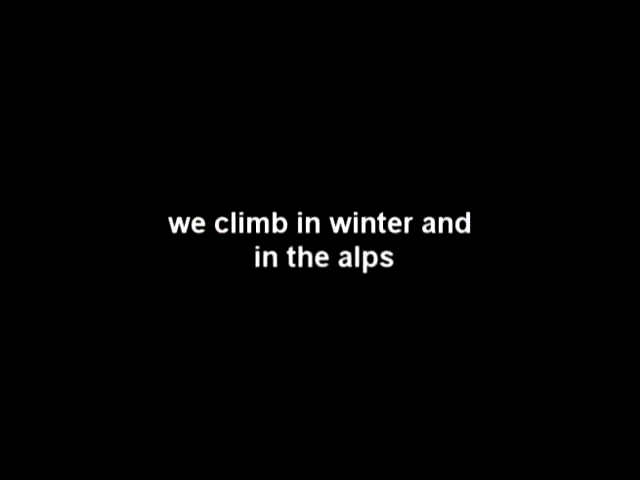 we climb in winter and
in the alps